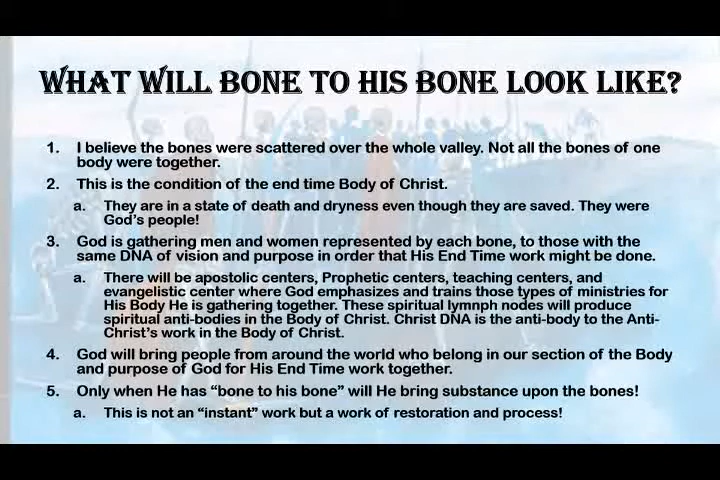 WHAT WILL BONE TO HIS BONE LOOK LIKE?
1. I believe the bones were scattered over the whole valley. Not all the bones of one
body were together.
2. This is the condition of the end time Body of Christ.
a. They are in a state of death and dryness even though they are saved. They were
God's people!
3. God is gathering men and women represented by each bone, to those with the
same DNA of vision and purpose in order that His End Time work might be done.
a. There will be apostolic centers, Prophetic centers, teaching centers, and
evangelistic center where God emphasizes and trains those types of ministries for
His Body He is gathering together. These spiritual lymnph nodes will produce
spiritual anti-bodies in the Body of Christ. Christ DNA is the anti-body to the Anti-
Christ's work in the Body of Christ.
4. God will bring people from around the world who belong in our section of the Body
and purpose of God for His End Time work together.
5. Only when He has "bone to his bone" will He bring substance upon the bones!
a. This is not an "instant" work but a work of restoration and process!